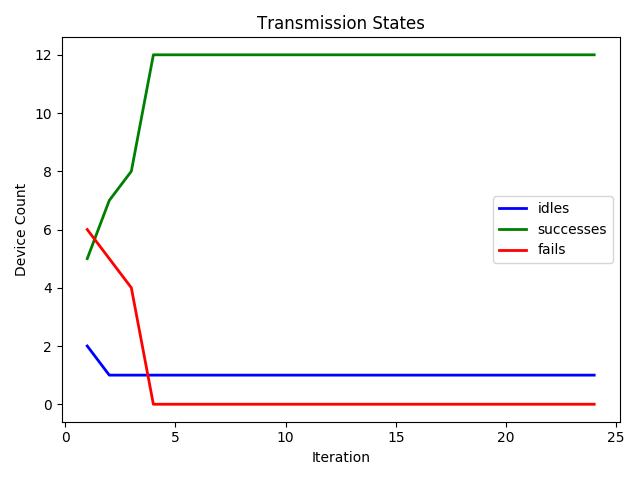 Transmission States
Device Count
12
10
8
6
4
2
0
idles
successes
fails
0 5 10 15 20 25
Iteration